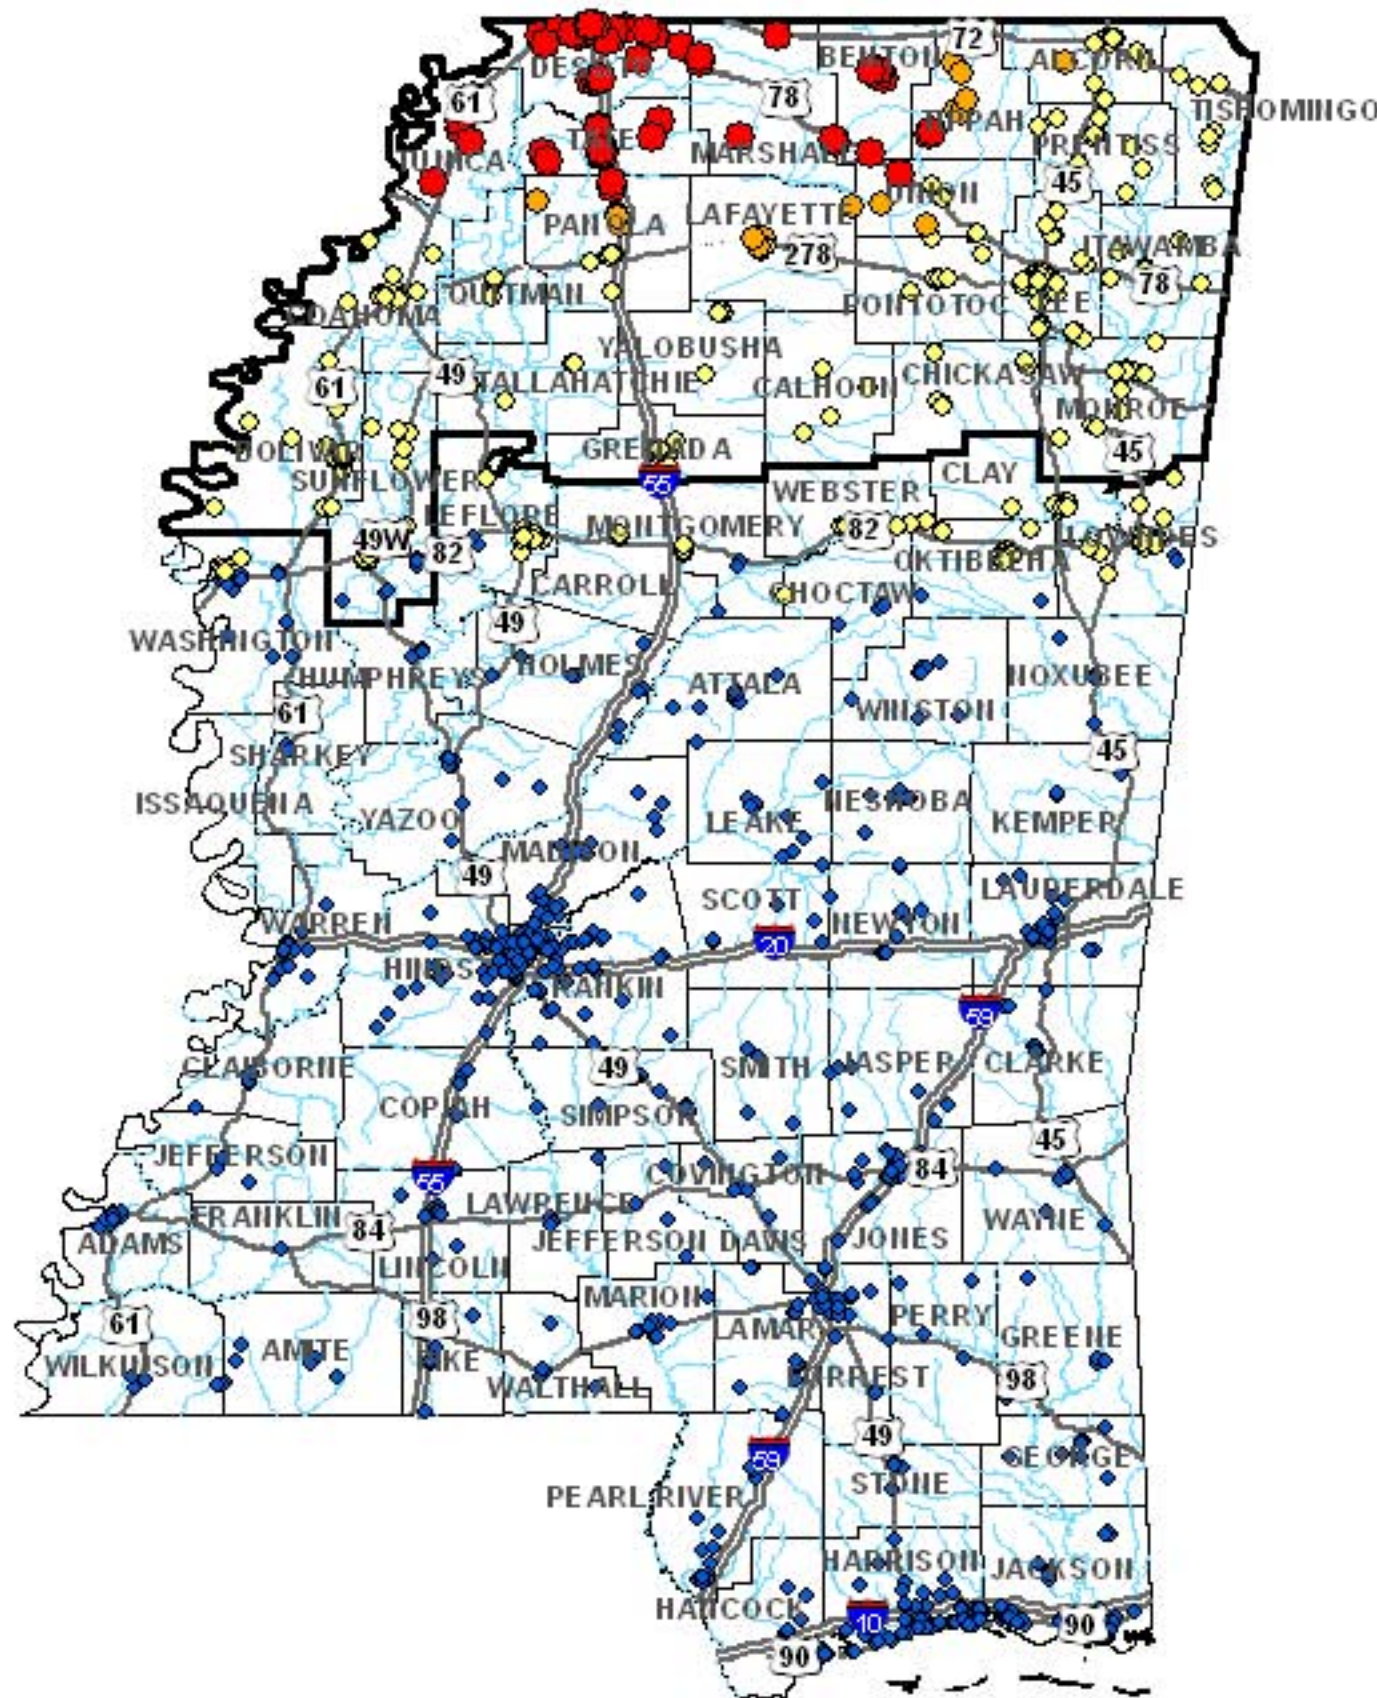 72
BENTON
ALCORN
DESOTO
61
78
TISHOMINGO
TIPPAH
TATE
PRENTISS
MARSHALL
TUNICA
45
UNION
LAFAYETTE
PANOLA
ITAWAMBA
278
78
QUITMAN
PONTOTOC
LEE
COAHOMA
YALOBUSHA
49
61
TALLAHATCHIE
CALHOUN
CHICKASAW
MONROE
BOLIVAR
GRENADA
45
CLAY
SUNFLOWER
55
WEBSTER
LEFLORE
MONTGOMERY
82
LOWNDES
49W
82
OKTIBBEHA
CARROLL
CHOCTAW
49
WASHINGTON
HOLMES
HUMPHREYS
ATTALA
NOXUBEE
61
WINSTON
SHARKEY
45
ISSAQUENA
NESHOBA
YAZOO
LEAKE
KEMPER
MADISON
49
LAUDERDALE
SCOTT
WARREN
NEWTON
20
HINDS
RANKIN
59
CLAIBORNE
49
SMITH
JASPER
CLARKE
COPIAH
SIMPSON
45
JEFFERSON
55
COVINGTON
84
LAWRENCE
FRANKLIN
84
WAYNE
ADAMS
JEFFERSON DAVIS
JONES
LINCOLN
MARION
61
98
LAMAR
PERRY
GREENE
WILKINSON
AMITE
PIKE
WALTHALL
FORREST
98
49
59
GEORGE
PEARL RIVER
STONE
HARRISON
JACKSON
HANCOCK
10
90
90